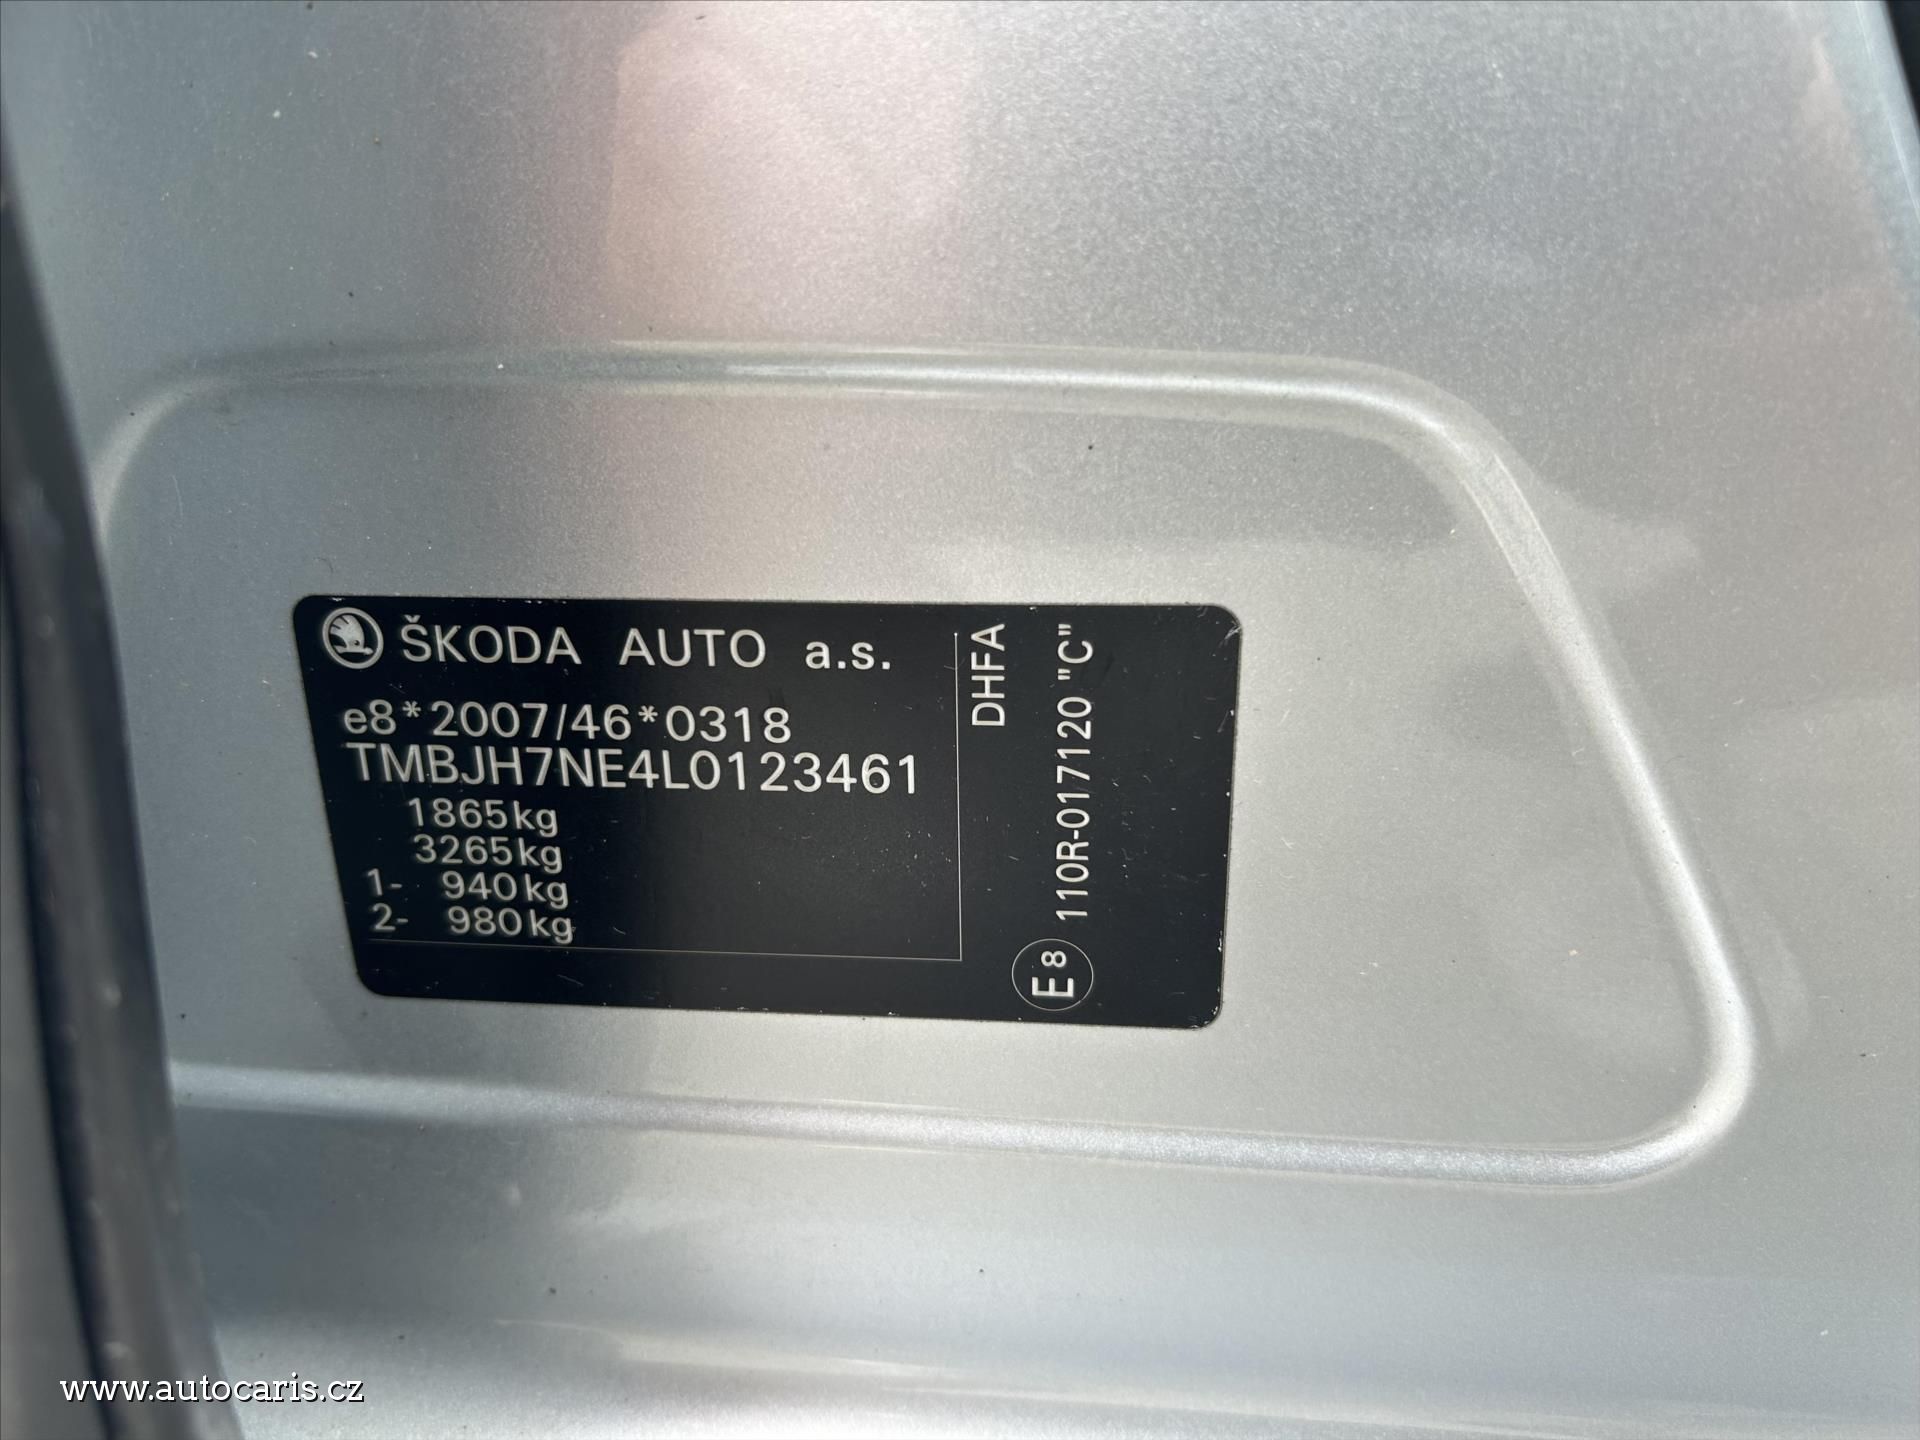 ŠKODA AUTO a.s.
e8*2007/46*0318
TMBJH7NE4L0123461
1865kg
3265kg
1- 940kg
2- 980kg
DHFA
E 8 110R-017120 "C"
www.autocaris.cz